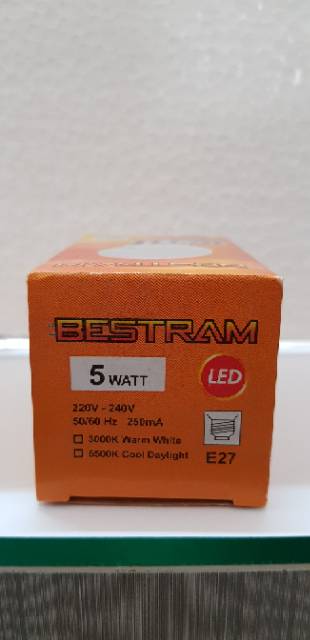 BESTRAM
5 WATT
LED
220V - 240V
50/60 Hz 250mA
3000K Warm White
6500K Cool Daylight
E27